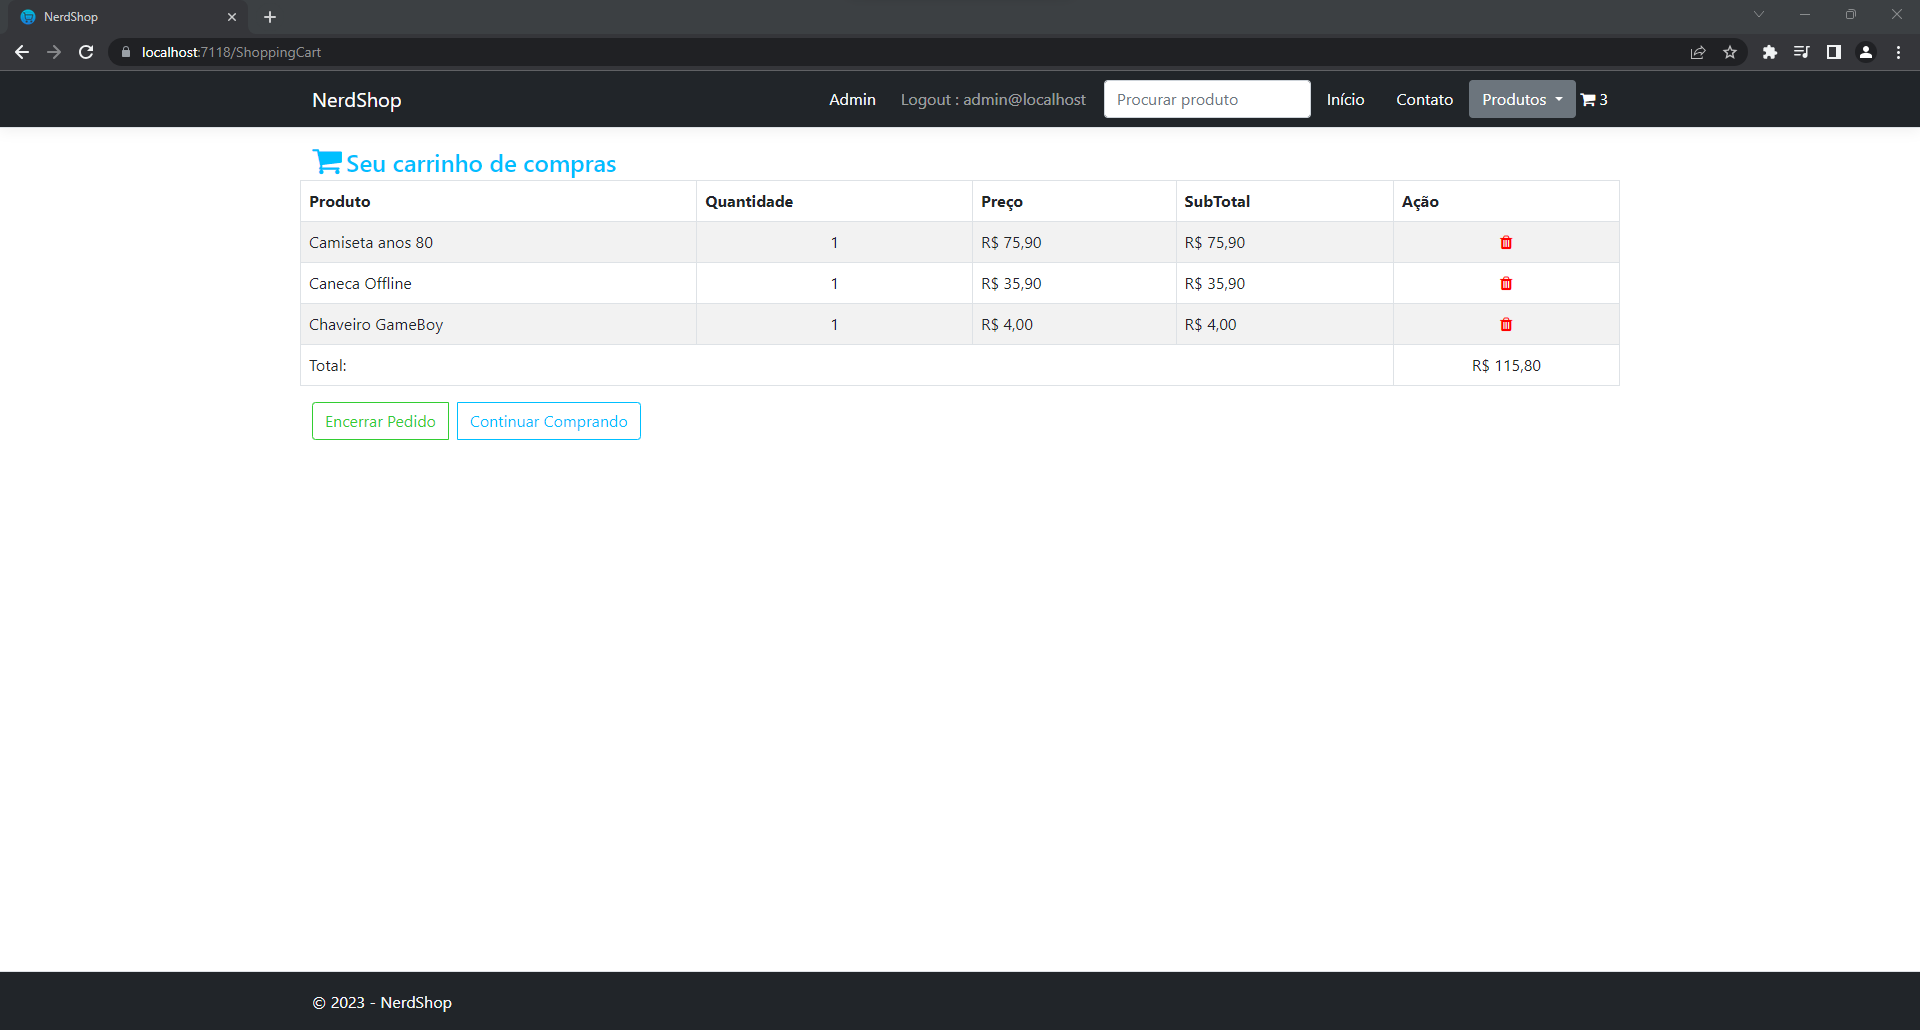 NerdShop
localhost:7118/ShoppingCart
NerdShop Admin Logout : admin@localhost Procurar produto Início Contato Produtos 3
Seu carrinho de compras
Produto Quantidade Preço SubTotal Ação
Camiseta anos 80 1 R$ 75,90 R$ 75,90
Caneca Offline 1 R$ 35,90 R$ 35,90
Chaveiro GameBoy 1 R$ 4,00 R$ 4,00
Total: R$ 115,80
Encerrar Pedido Continuar Comprando
© 2023 - NerdShop